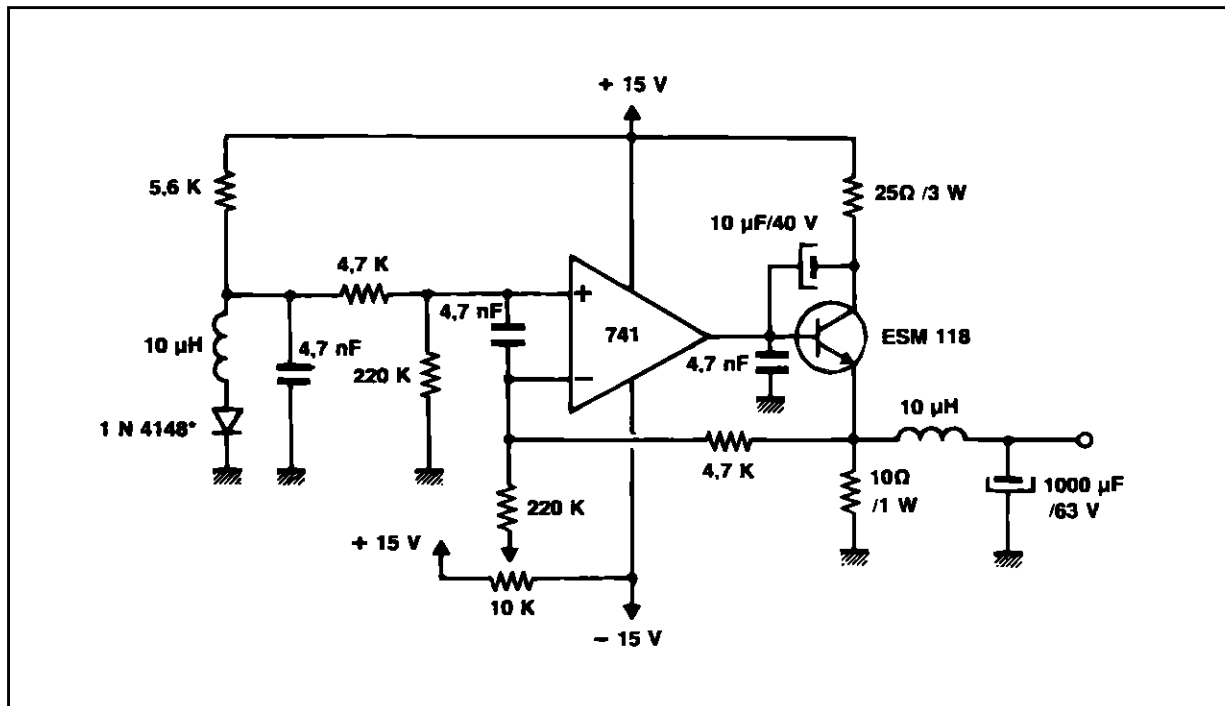 + 15 V
5,6 K
25Ω /3 W
10 µF/40 V
4,7 K
+
4,7 nF
741
ESM 118
10 µH
4,7 nF
220 K
–
4,7 nF
10 µH
1 N 4148*
4,7 K
10Ω
/1 W
1000 µF
/63 V
220 K
+ 15 V
10 K
– 15 V